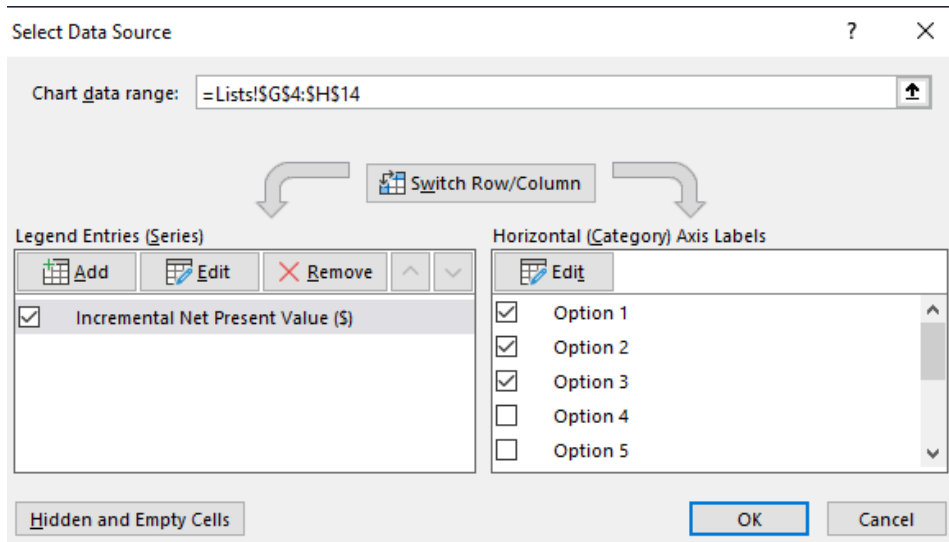 Select Data Source
?
Chart data range:
=Lists!$G$4:$H$14
Switch Row/Column
Legend Entries (Series)
Add
Edit
Remove
Incremental Net Present Value ($)
Horizontal (Category) Axis Labels
Edit
Option 1
Option 2
Option 3
Option 4
Option 5
Hidden and Empty Cells
OK
Cancel